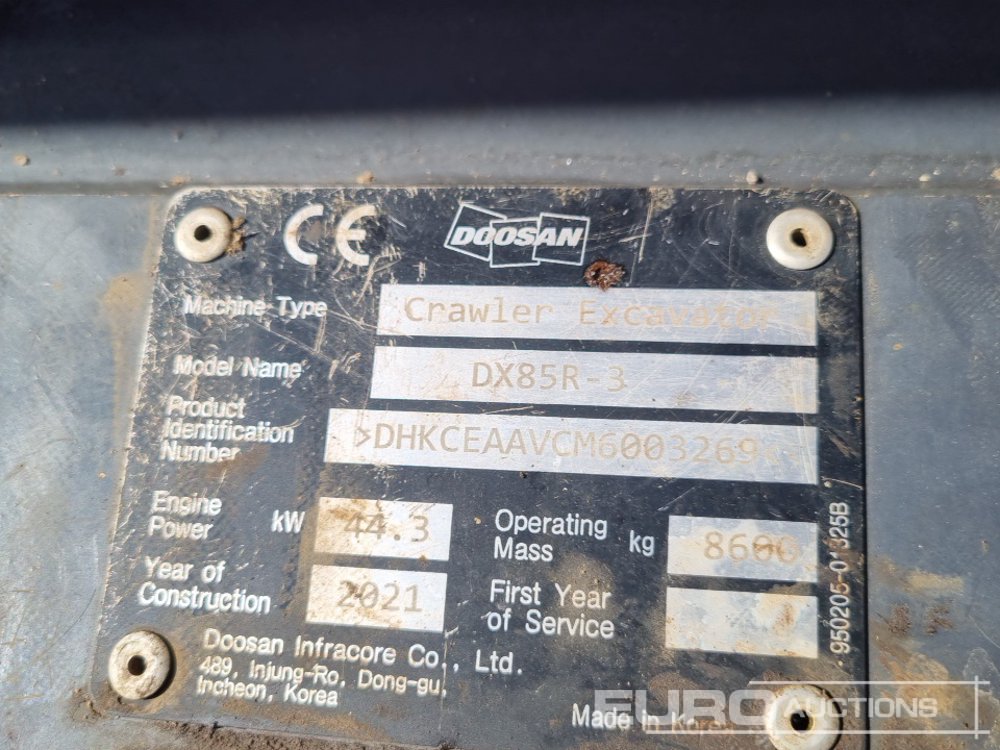 CE DOOSAN
Machine Type Crawler Excavator
Model Name DX85R-3
Product
Identification
Number >DHKCEAAVCM6003269<
Engine
Power kW 44.3
Operating
Mass kg 8600
Year of
Construction 2021
First Year
of Service
Doosan Infracore Co., Ltd.
489, Injung-Ro, Dong-gu,
Incheon, Korea
Made in Korea
950205-01325B
EURO AUCTIONS